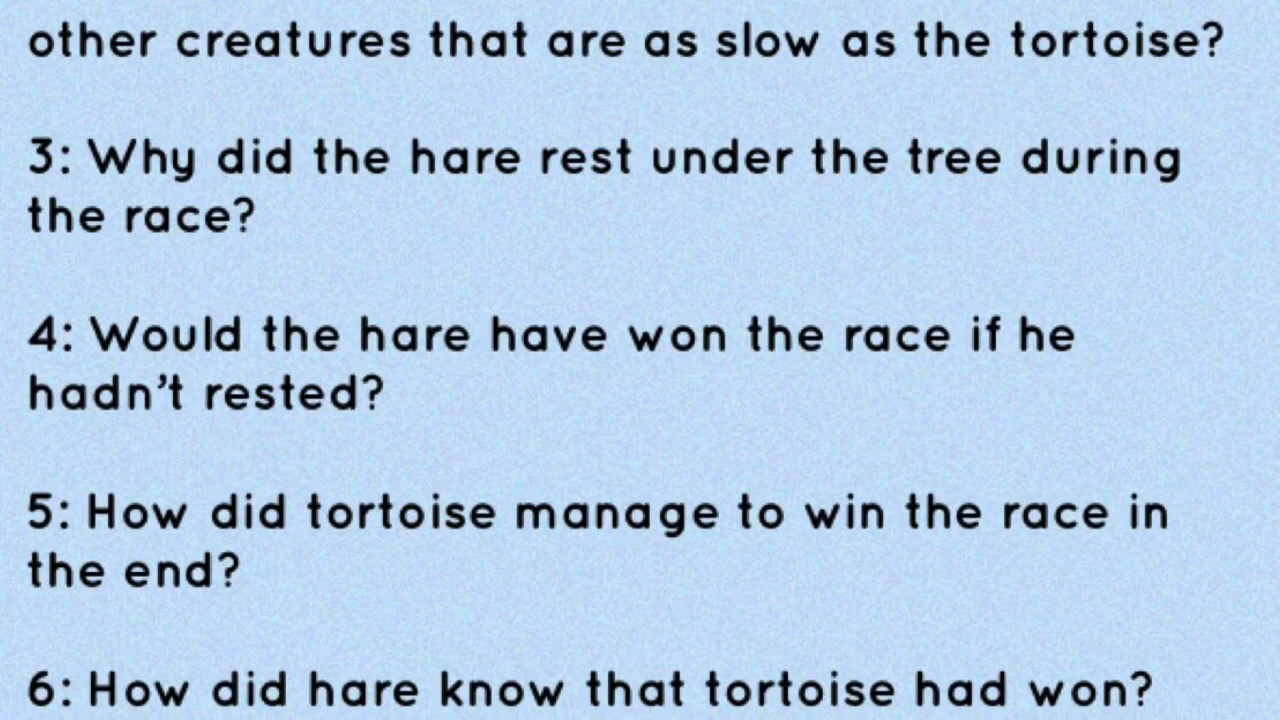 other creatures that are as slow as the tortoise?
3: Why did the hare rest under the tree during
the race?
4: Would the hare have won the race if he
hadn't rested?
5: How did tortoise manage to win the race in
the end?
6: How did hare know that tortoise had won?